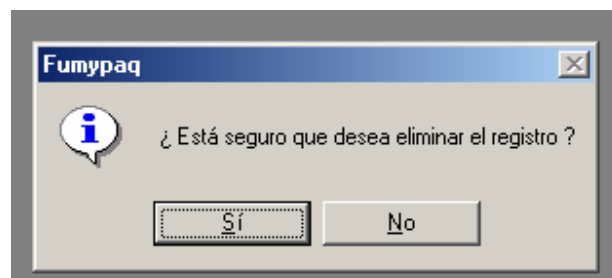 Fumypaq
¿ Está seguro que desea eliminar el registro ?
Sí
No